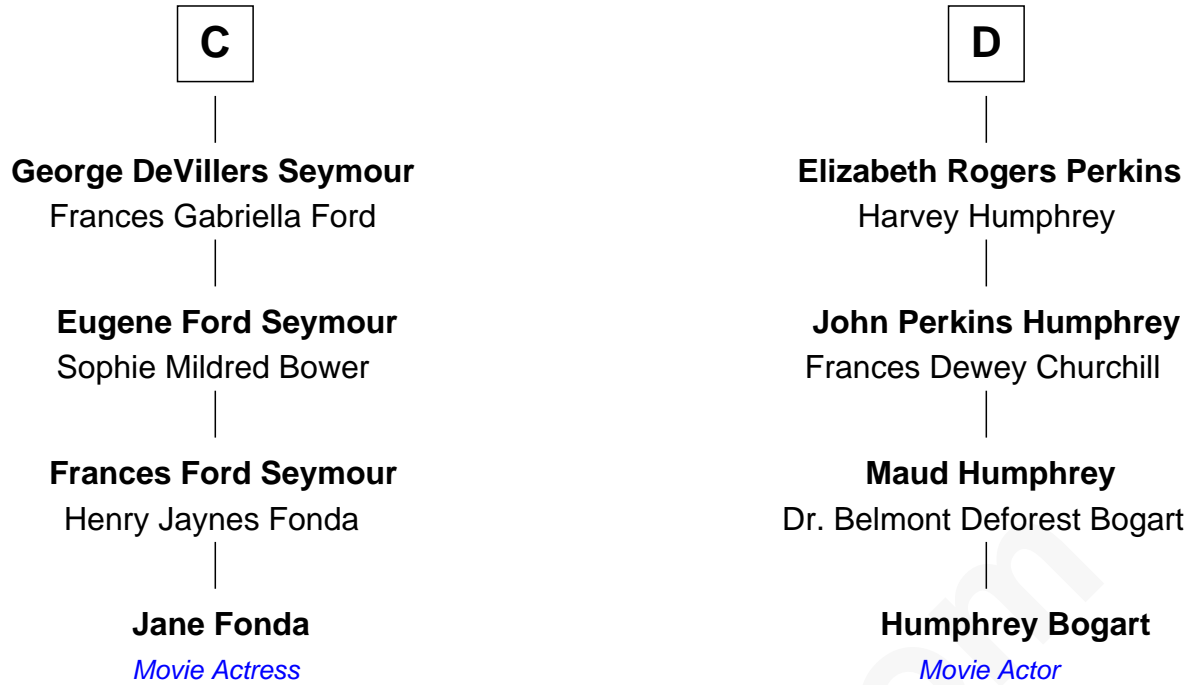 C
George DeVillers Seymour
Frances Gabriella Ford
Eugene Ford Seymour
Sophie Mildred Bower
Frances Ford Seymour
Henry Jaynes Fonda
Jane Fonda
Movie Actress
D
Elizabeth Rogers Perkins
Harvey Humphrey
John Perkins Humphrey
Frances Dewey Churchill
Maud Humphrey
Dr. Belmont Deforest Bogart
Humphrey Bogart
Movie Actor